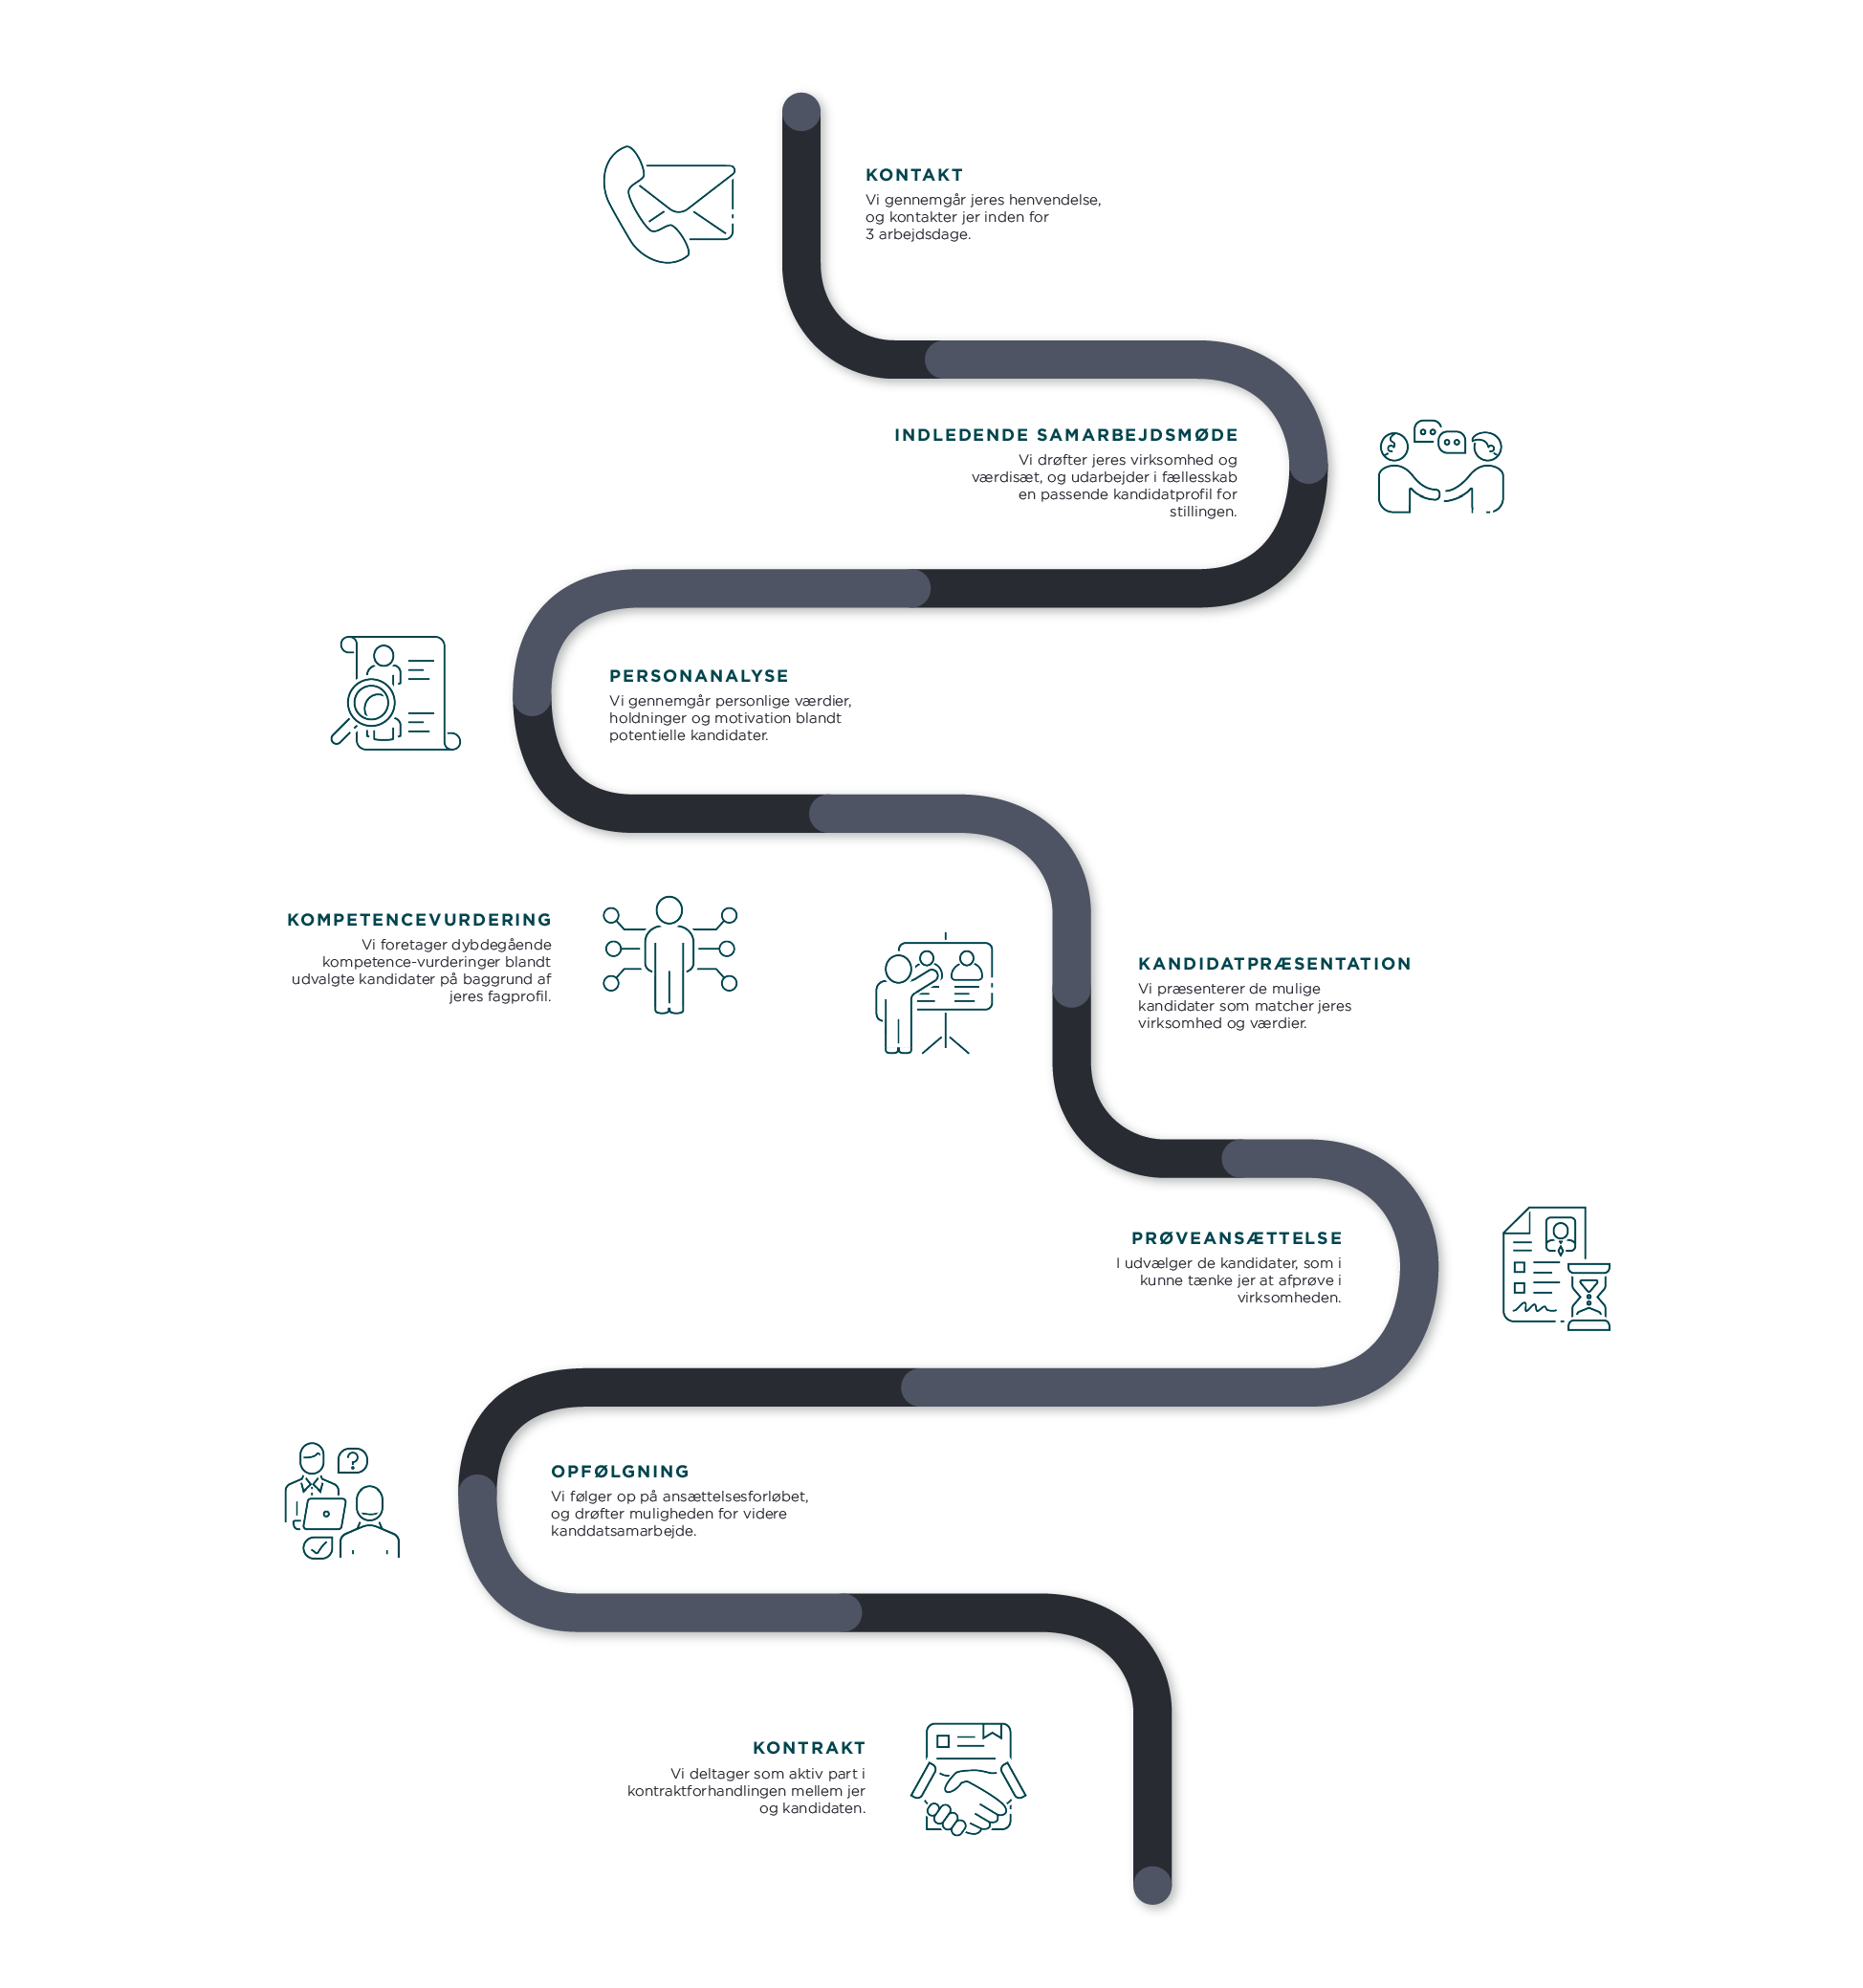 KONTAKT
Vi gennemgår jeres henvendelse,
og kontakter jer inden for
3 arbejdsdage.
INDLEDENDE SAMARBEJDSMØDE
Vi drøfter jeres virksomhed og
værdisæt, og udarbejder i fællesskab
en passende kandidatprofil for
stillingen.
PERSONANALYSE
Vi gennemgår personlige værdier,
holdninger og motivation blandt
potentielle kandidater.
KOMPETENCEVURDERING
Vi foretager dybdegående
kompetence-vurderinger blandt
udvalgte kandidater på baggrund af
jeres fagprofil.
KANDIDATPRÆSENTATION
Vi præsenterer de mulige
kandidater som matcher jeres
virksomhed og værdier.
PRØVEANSÆTTELSE
I udvælger de kandidater, som i
kunne tænke jer at afprøve i
virksomheden.
OPFØLGNING
Vi følger op på ansættelsesforløbet,
og drøfter muligheden for videre
kanddatsamarbejde.
KONTRAKT
Vi deltager som aktiv part i
kontraktforhandlingen mellem jer
og kandidaten.